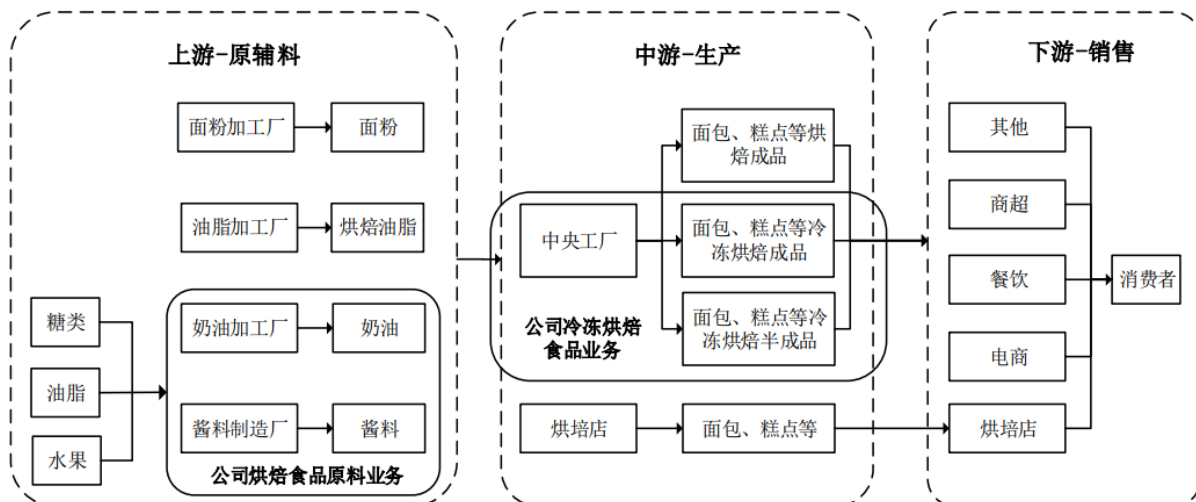 上游-原辅料
面粉加工厂
面粉
油脂加工厂
烘焙油脂
糖类
油脂
水果
奶油加工厂
奶油
酱料制造厂
酱料
公司烘焙食品原料业务
中游-生产
面包、糕点等烘
焙成品
中央工厂
面包、糕点等冷
冻烘焙成品
面包、糕点等冷
冻烘焙半成品
公司冷冻烘焙
食品业务
烘培店
面包、糕点等
下游-销售
其他
商超
餐饮
电商
烘培店
消费者